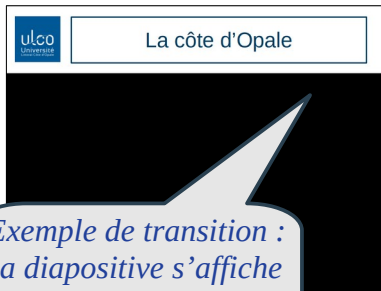 ulco
Université
La côte d’Opale
Exemple de transition :
a diapositive s’affiche